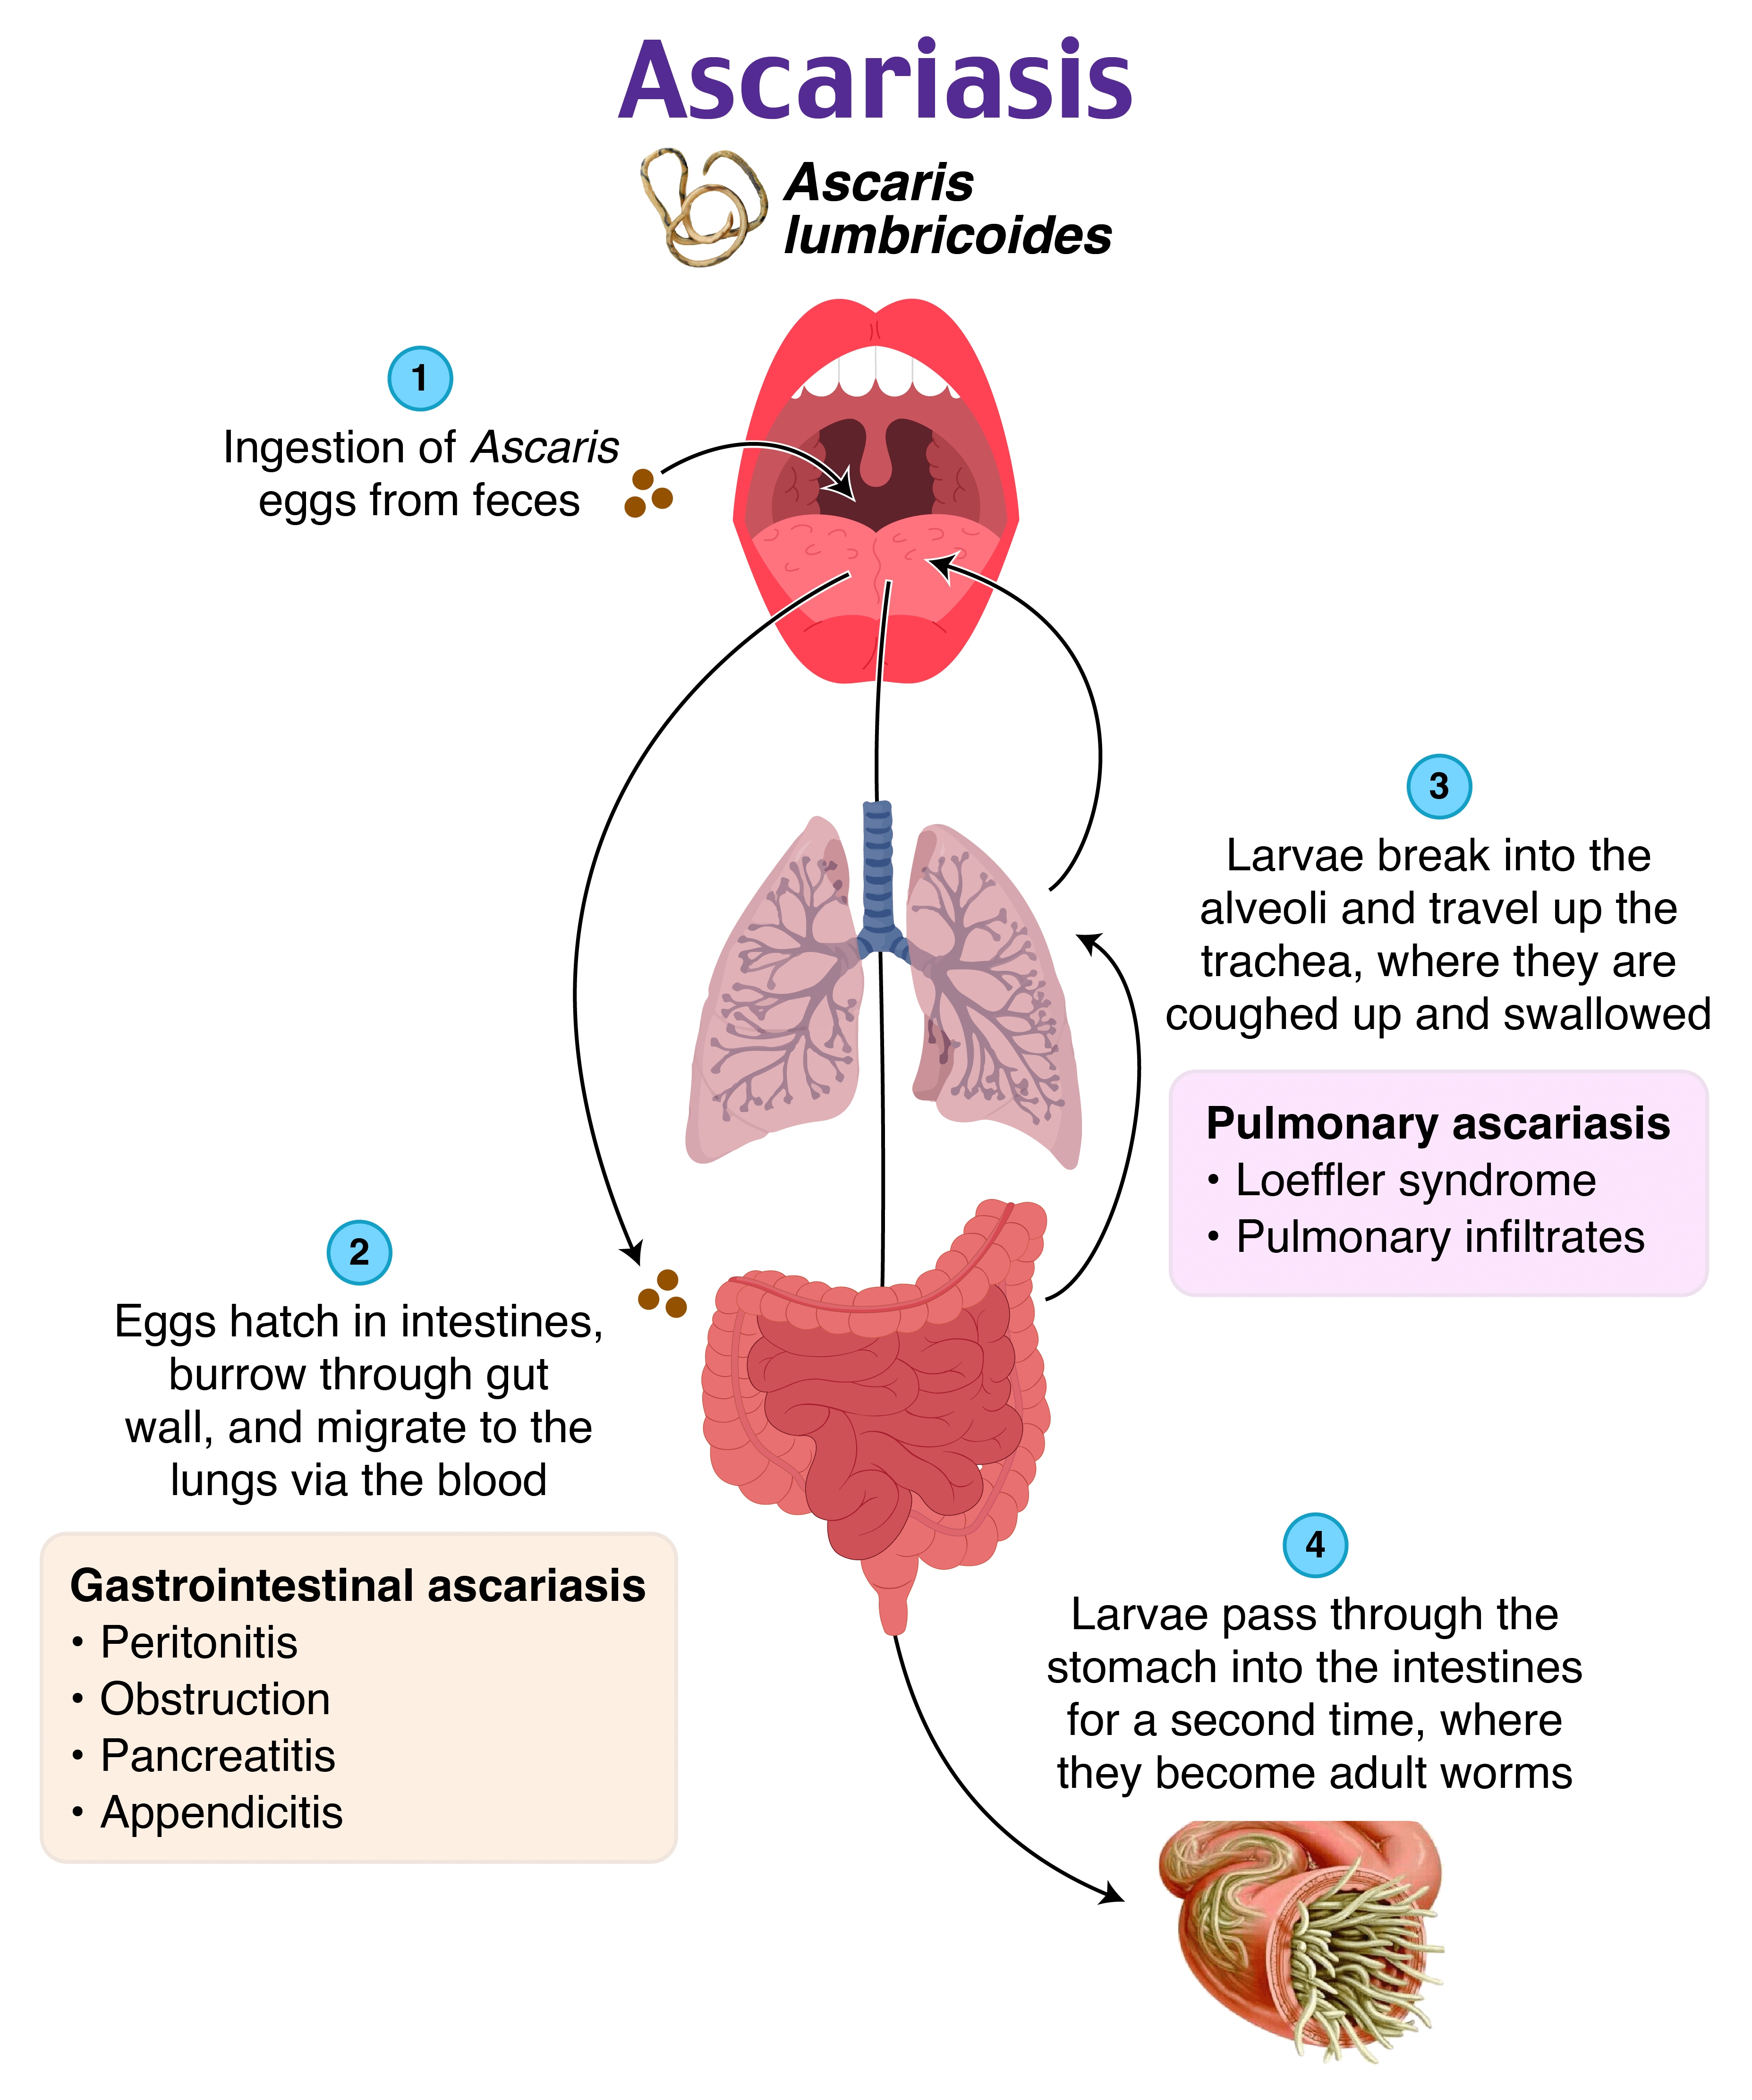 Ascariasis
Ascaris
lumbricoides
1
Ingestion of Ascaris
eggs from feces
3
Larvae break into the
alveoli and travel up the
trachea, where they are
coughed up and swallowed
Pulmonary ascariasis
• Loeffler syndrome
• Pulmonary infiltrates
2
Eggs hatch in intestines,
burrow through gut
wall, and migrate to the
lungs via the blood
Gastrointestinal ascariasis
• Peritonitis
• Obstruction
• Pancreatitis
• Appendicitis
4
Larvae pass through the
stomach into the intestines
for a second time, where
they become adult worms